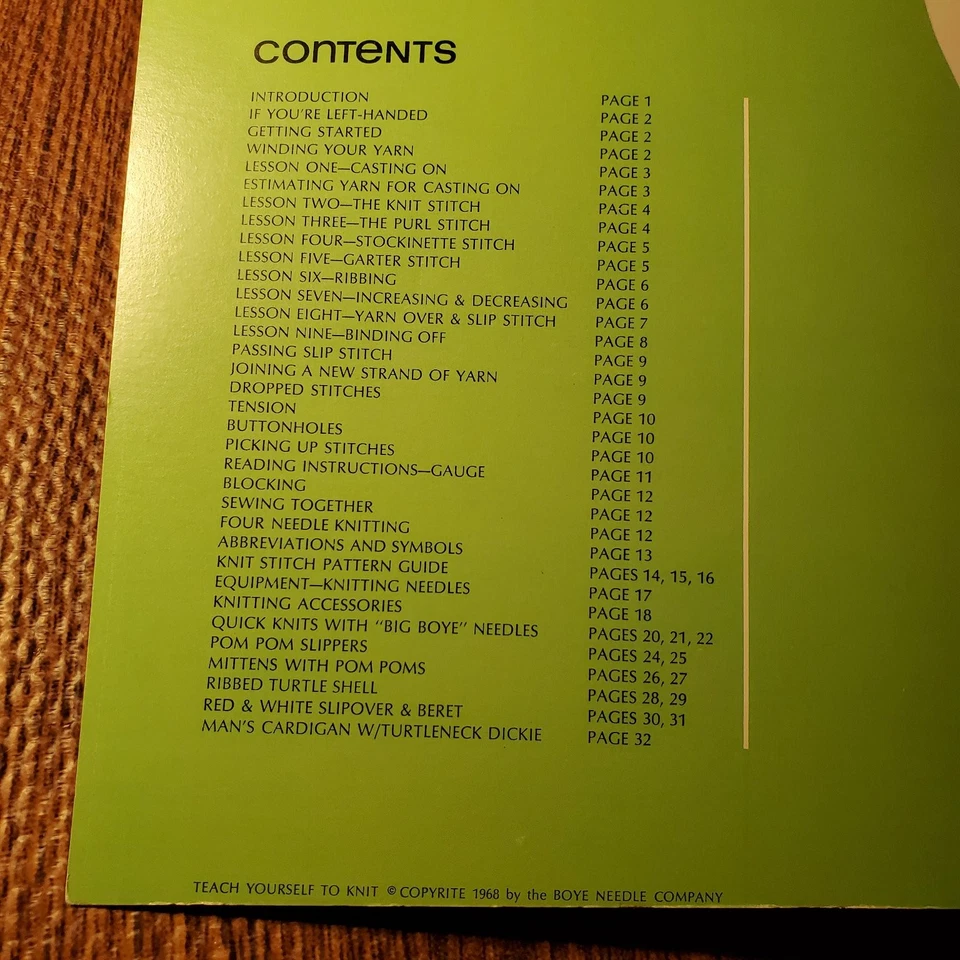 CONTENTS
INTRODUCTION PAGE 1
IF YOU'RE LEFT-HANDED PAGE 2
GETTING STARTED PAGE 2
WINDING YOUR YARN PAGE 2
LESSON ONE—CASTING ON PAGE 3
ESTIMATING YARN FOR CASTING ON PAGE 3
LESSON TWO—THE KNIT STITCH PAGE 4
LESSON THREE—THE PURL STITCH PAGE 4
LESSON FOUR—STOCKINETTE STITCH PAGE 5
LESSON FIVE—GARTER STITCH PAGE 5
LESSON SIX—RIBBING PAGE 6
LESSON SEVEN—INCREASING & DECREASING PAGE 6
LESSON EIGHT—YARN OVER & SLIP STITCH PAGE 7
LESSON NINE—BINDING OFF PAGE 8
PASSING SLIP STITCH PAGE 9
JOINING A NEW STRAND OF YARN PAGE 9
DROPPED STITCHES PAGE 9
TENSION PAGE 10
BUTTONHOLES PAGE 10
PICKING UP STITCHES PAGE 10
READING INSTRUCTIONS—GAUGE PAGE 11
BLOCKING PAGE 12
SEWING TOGETHER PAGE 12
FOUR NEEDLE KNITTING PAGE 12
ABBREVIATIONS AND SYMBOLS PAGE 13
KNIT STITCH PATTERN GUIDE PAGES 14, 15, 16
EQUIPMENT—KNITTING NEEDLES PAGE 17
KNITTING ACCESSORIES PAGE 18
QUICK KNITS WITH "BIG BOYE" NEEDLES PAGES 20, 21, 22
POM POM SLIPPERS PAGES 24, 25
MITTENS WITH POM POMS PAGES 26, 27
RIBBED TURTLE SHELL PAGES 28, 29
RED & WHITE SLIPOVER & BERET PAGES 30, 31
MAN'S CARDIGAN W/TURTLENECK DICKIE PAGE 32
TEACH YOURSELF TO KNIT © COPYRITE 1968 by the BOYE NEEDLE COMPANY